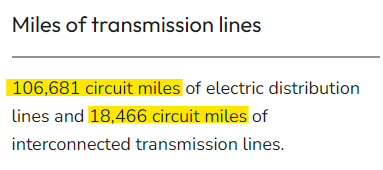 Miles of transmission lines
106,681 circuit miles of electric distribution
lines and 18,466 circuit miles of
interconnected transmission lines.